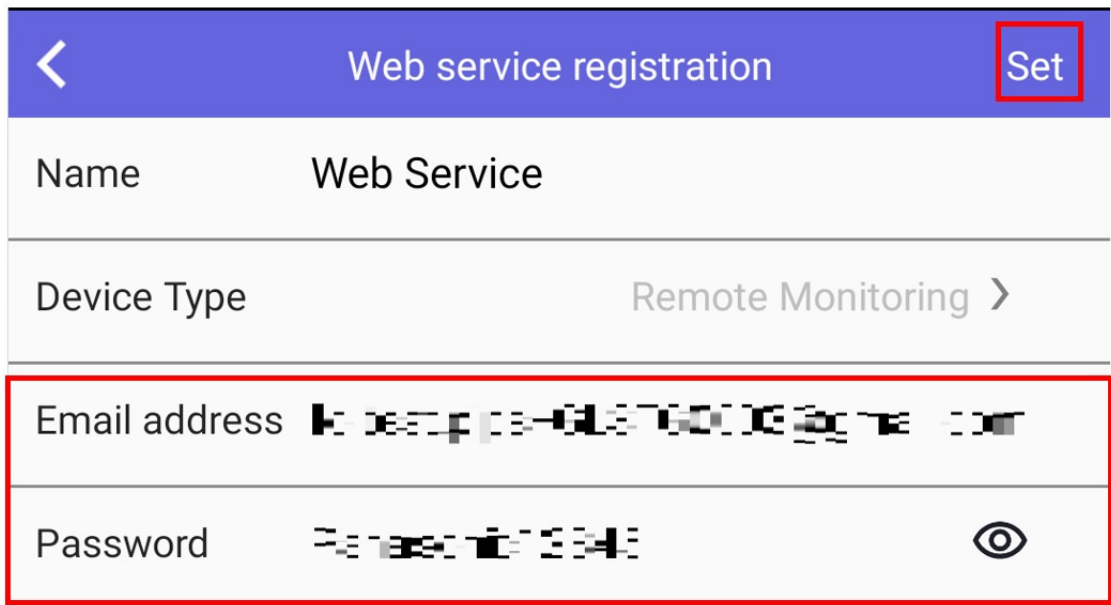 Web service registration Set
Name Web Service
Device Type Remote Monitoring
Email address
Password